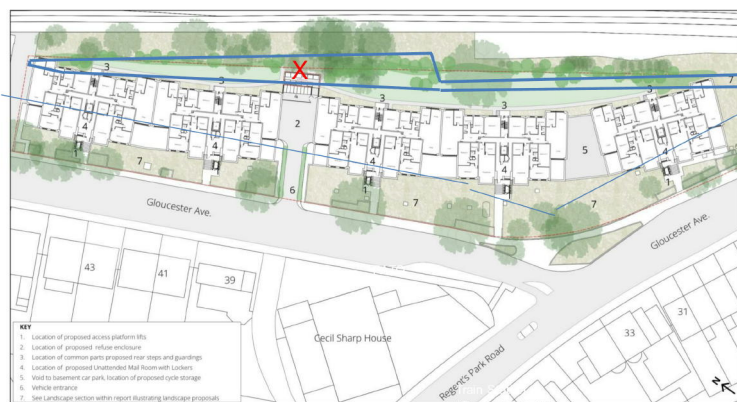 X
3
3
3
3
3
7
2
4
4
4
4
4
5
1
1
1
7
6
7
7
Gloucester Ave.
Gloucester Ave.
43
41
39
Cecil Sharp House
Regent's Park Road
33
31
N
KEY
1. Location of proposed access platform lifts
2. Location of proposed refuse enclosure
3. Location of common parts proposed rear steps and guardings
4. Location of proposed Unattended Mail Room with Lockers
5. Void to basement car park, location of proposed cycle storage
6. Vehicle entrance
7. See Landscape section within report illustrating landscape proposals